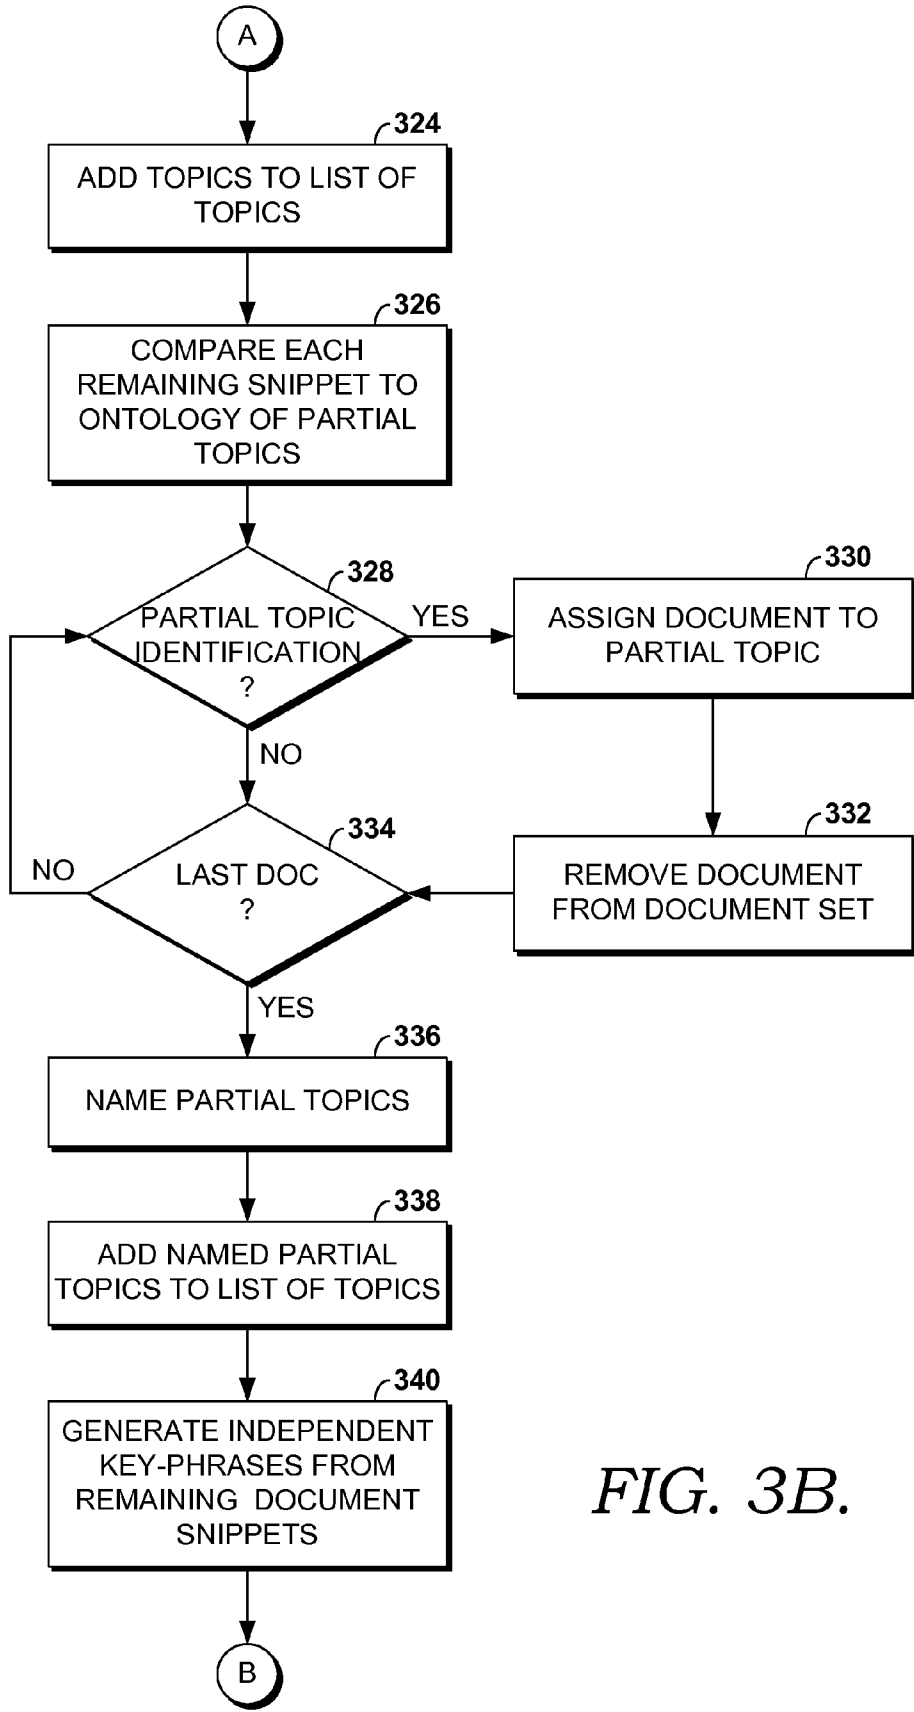 A
324
ADD TOPICS TO LIST OF
TOPICS
326
COMPARE EACH
REMAINING SNIPPET TO
ONTOLOGY OF PARTIAL
TOPICS
328
PARTIAL TOPIC
IDENTIFICATION
?
YES
330
ASSIGN DOCUMENT TO
PARTIAL TOPIC
NO
332
REMOVE DOCUMENT
FROM DOCUMENT SET
334
LAST DOC
?
NO
YES
336
NAME PARTIAL TOPICS
338
ADD NAMED PARTIAL
TOPICS TO LIST OF TOPICS
340
GENERATE INDEPENDENT
KEY-PHRASES FROM
REMAINING DOCUMENT
SNIPPETS
FIG. 3B.
B